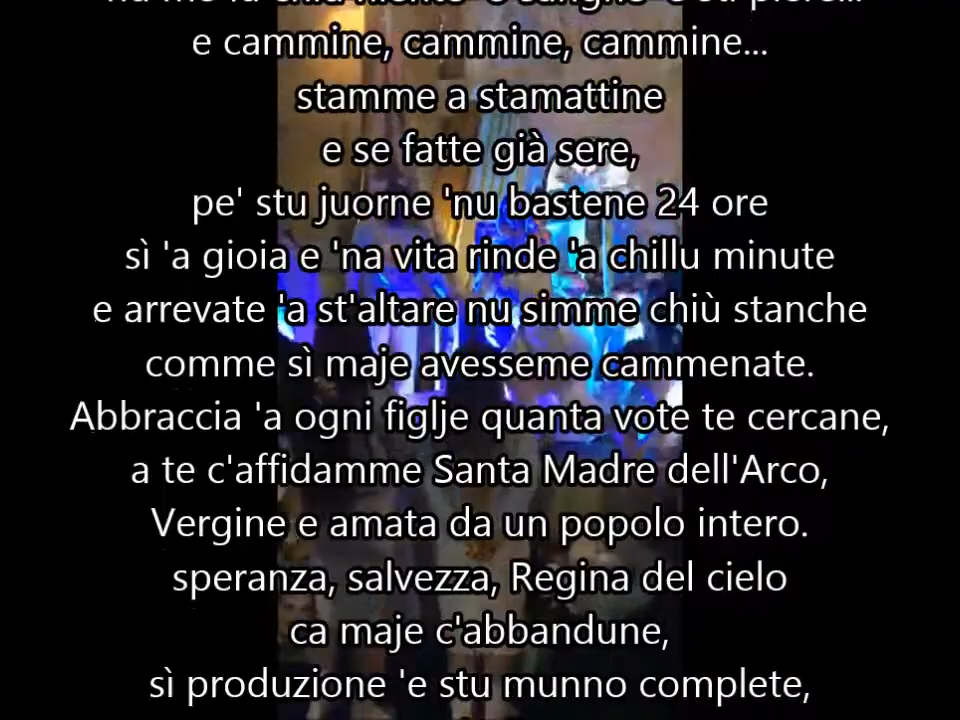 e cammine, cammine, cammine...
stamme a stamattine
e se fatte già sere,
pe' stu juorne 'nu bastene 24 ore
sì 'a gioia e 'na vita rinde 'a chillu minute
e arrevate 'a st'altare nu simme chiù stanche
comme sì maje avesseme cammenate.
Abbraccia 'a ogni figlje quanta vote te cercane,
a te c'affidamme Santa Madre dell'Arco,
Vergine e amata da un popolo intero.
speranza, salvezza, Regina del cielo
ca maje c'abbandune,
sì produzione 'e stu munno complete,